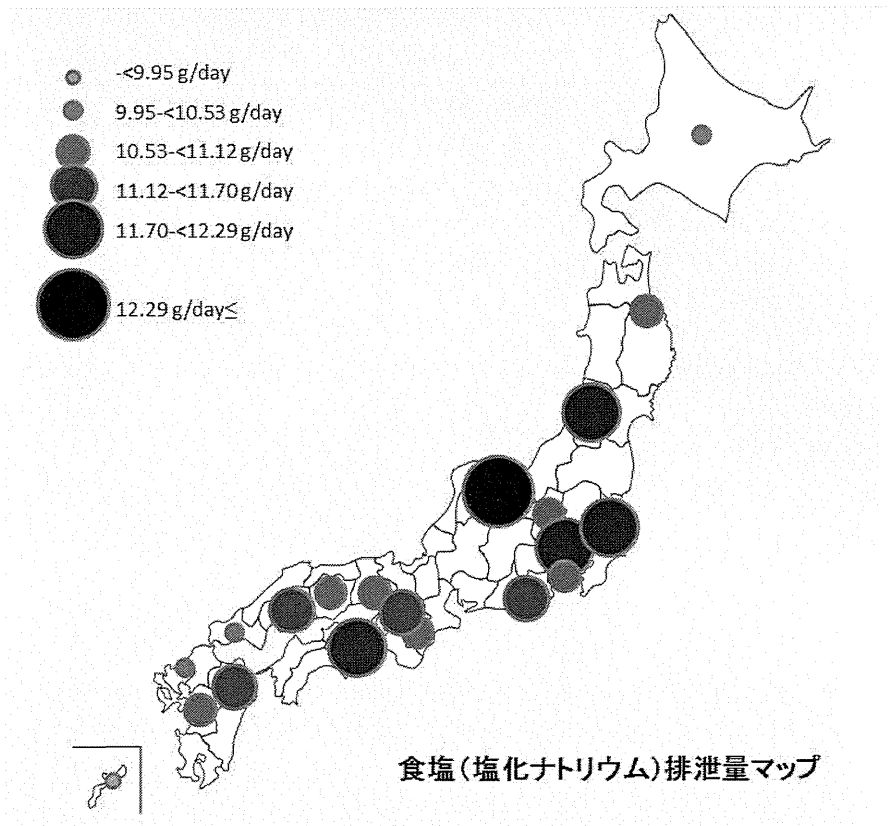 -<9.95 g/day
9.95-<10.53 g/day
10.53-<11.12 g/day
11.12-<11.70 g/day
11.70-<12.29 g/day
12.29 g/day≤
食塩(塩化ナトリウム)排泄量マップ